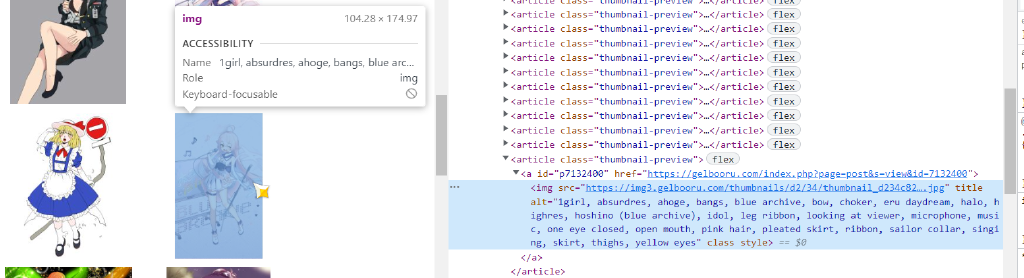 img 104.28 × 174.97
ACCESSIBILITY
Name 1girl, absurdres, ahoge, bangs, blue arc...
Role img
Keyboard-focusable
<article class="thumbnail-preview">…</article> flex
<article class="thumbnail-preview">…</article> flex
<article class="thumbnail-preview">…</article> flex
<article class="thumbnail-preview">…</article> flex
<article class="thumbnail-preview">…</article> flex
<article class="thumbnail-preview">…</article> flex
<article class="thumbnail-preview">…</article> flex
<article class="thumbnail-preview">…</article> flex
<article class="thumbnail-preview">…</article> flex
<article class="thumbnail-preview">…</article> flex
<article class="thumbnail-preview"> flex
<a id="p7132400" href="https://gelbooru.com/index.php?page=post&s=view&id=7132400">
<img src="https://img3.gelbooru.com/thumbnails/d2/34/thumbnail_d234c82….jpg" title
alt="1girl, absurdres, ahoge, bangs, blue archive, bow, choker, eru daydream, halo, h
ighres, hoshino (blue archive), idol, leg ribbon, looking at viewer, microphone, musi
c, one eye closed, open mouth, pink hair, pleated skirt, ribbon, sailor collar, singi
ng, skirt, thighs, yellow eyes" class style> == $0
</a>
</article>